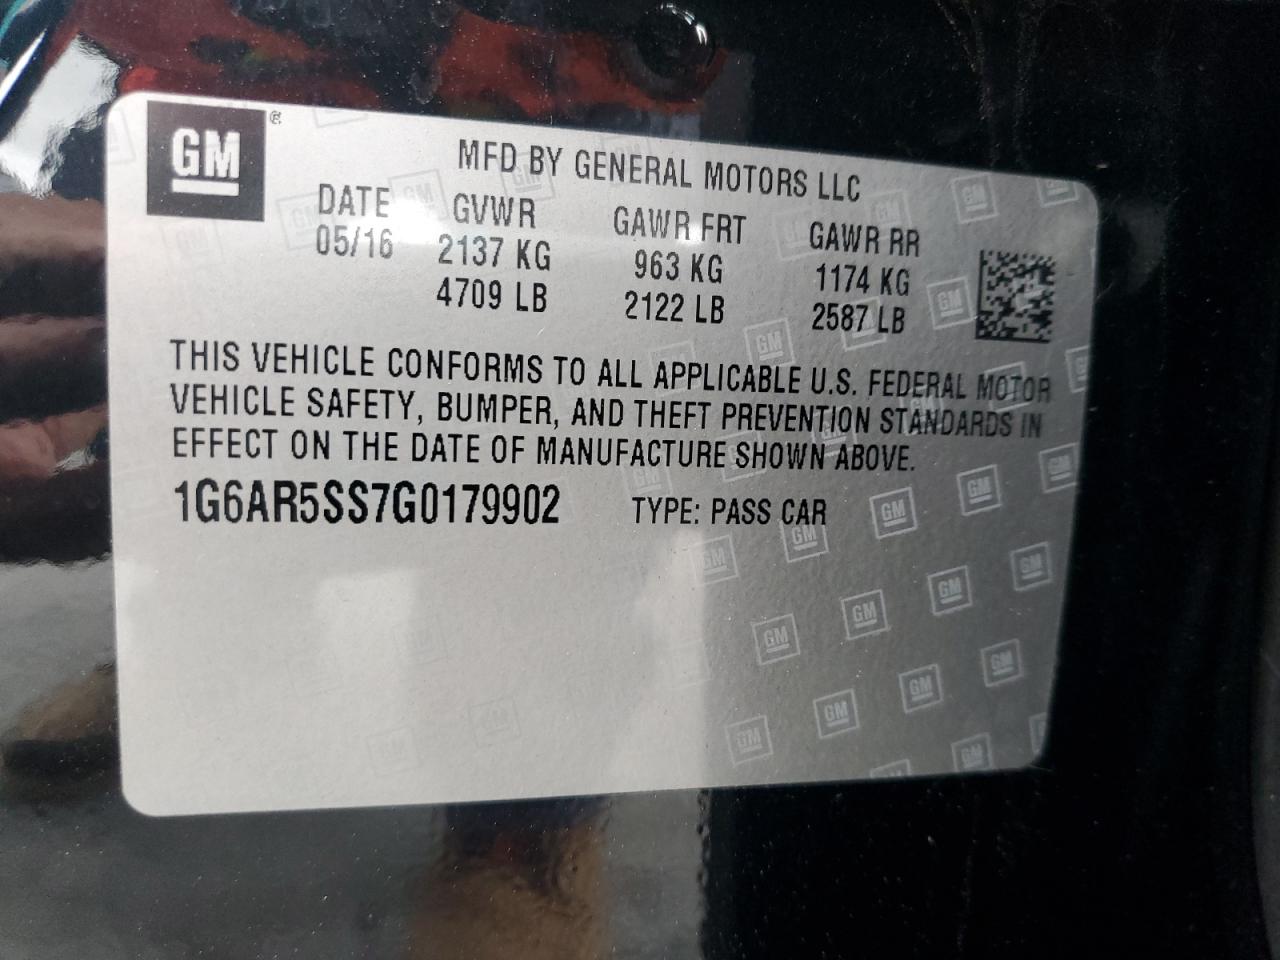 GM
MFD BY GENERAL MOTORS LLC
DATE GVWR GAWR FRT GAWR RR
05/16 2137 KG 963 KG 1174 KG
4709 LB 2122 LB 2587 LB
THIS VEHICLE CONFORMS TO ALL APPLICABLE U.S. FEDERAL MOTOR
VEHICLE SAFETY, BUMPER, AND THEFT PREVENTION STANDARDS IN
EFFECT ON THE DATE OF MANUFACTURE SHOWN ABOVE.
1G6AR5SS7G0179902 TYPE: PASS CAR